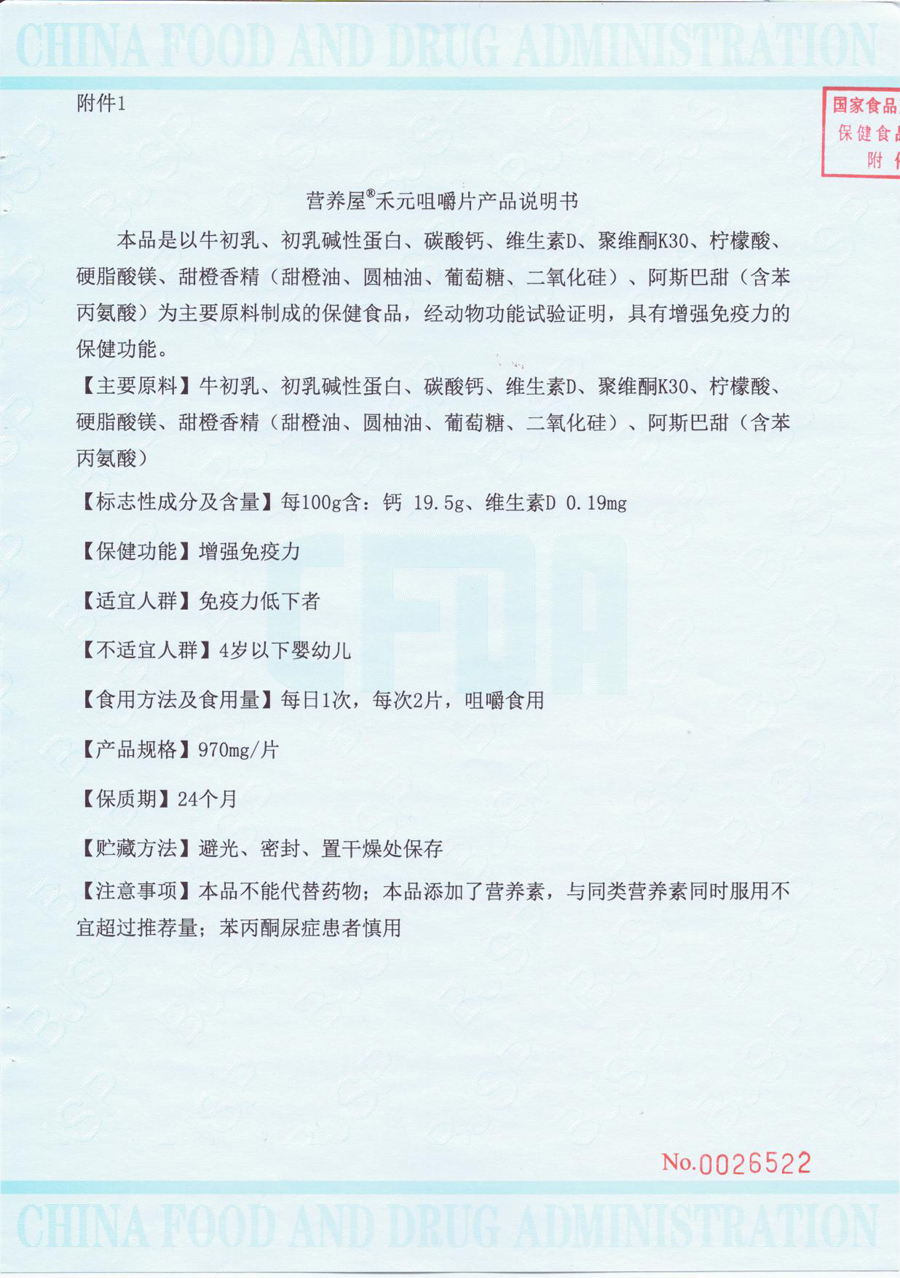 CHINA FOOD AND DRUG ADMINISTRATION
附件1
国家食品
保健食品
附
营养屋®禾元咀嚼片产品说明书
本品是以牛初乳、初乳碱性蛋白、碳酸钙、维生素D、聚维酮K30、柠檬酸、
硬脂酸镁、甜橙香精（甜橙油、圆柚油、葡萄糖、二氧化硅）、阿斯巴甜（含苯
丙氨酸）为主要原料制成的保健食品，经动物功能试验证明，具有增强免疫力的
保健功能。
【主要原料】牛初乳、初乳碱性蛋白、碳酸钙、维生素D、聚维酮K30、柠檬酸、
硬脂酸镁、甜橙香精（甜橙油、圆柚油、葡萄糖、二氧化硅）、阿斯巴甜（含苯
丙氨酸）
【标志性成分及含量】每100g含：钙 19.5g、维生素D 0.19mg
CFDA
【保健功能】增强免疫力
【适宜人群】免疫力低下者
【不适宜人群】4岁以下婴幼儿
【食用方法及食用量】每日1次，每次2片，咀嚼食用
【产品规格】970mg/片
【保质期】24个月
【贮藏方法】避光、密封、置干燥处保存
【注意事项】本品不能代替药物；本品添加了营养素，与同类营养素同时服用不
宜超过推荐量；苯丙酮尿症患者慎用
No.0026522
CHINA FOOD AND DRUG ADMINISTRATION